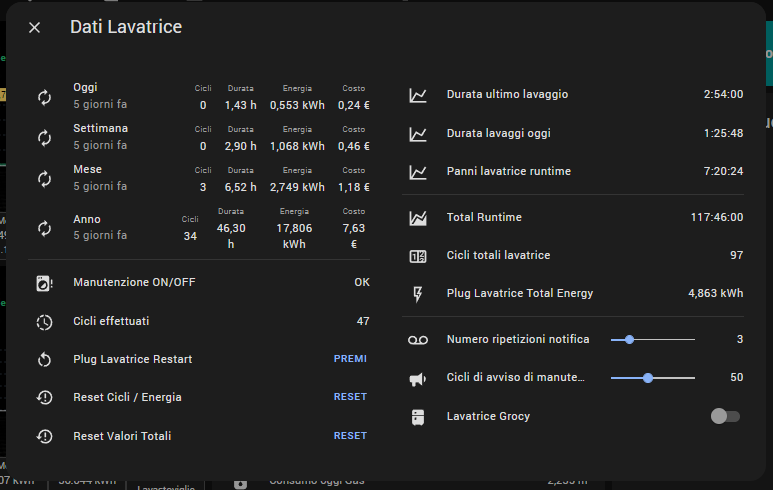 Dati Lavatrice
Oggi
5 giorni fa
Cicli Durata Energia Costo
0 1,43 h 0,553 kWh 0,24 €
Settimana
5 giorni fa
Cicli Durata Energia Costo
0 2,90 h 1,068 kWh 0,46 €
Mese
5 giorni fa
Cicli Durata Energia Costo
3 6,52 h 2,749 kWh 1,18 €
Anno
5 giorni fa
Cicli Durata Energia Costo
34 46,30 h 17,806 kWh 7,63 €
Manutenzione ON/OFF OK
Cicli effettuati 47
Plug Lavatrice Restart PREMI
Reset Cicli / Energia RESET
Reset Valori Totali RESET
Durata ultimo lavaggio 2:54:00
Durata lavaggi oggi 1:25:48
Panni lavatrice runtime 7:20:24
Total Runtime 117:46:00
Cicli totali lavatrice 97
Plug Lavatrice Total Energy 4,863 kWh
Numero ripetizioni notifica 3
Cicli di avviso di manute... 50
Lavatrice Grocy